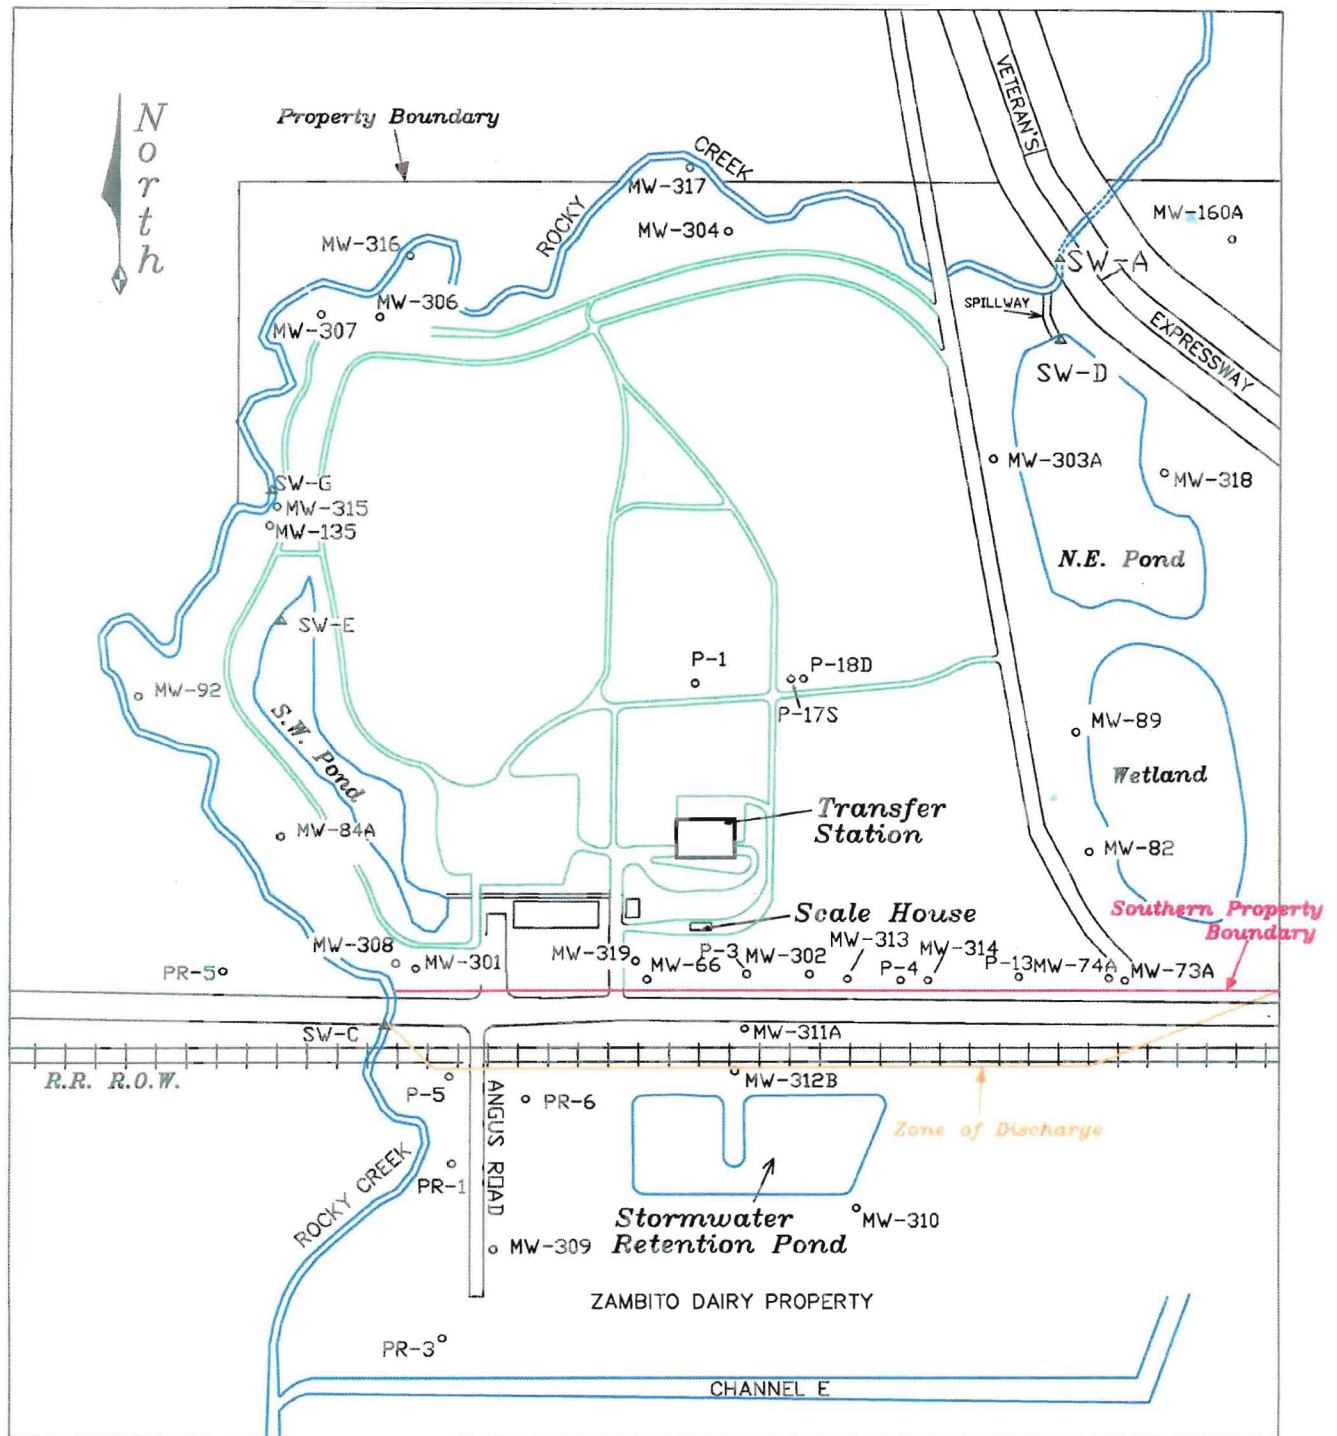 North
Property Boundary
VETERAN'S
CREEK
MW-317
ROCKY
MW-160A
MW-304
MW-316
SW-A
MW-306
SPILLWAY
MW-307
EXPRESSWAY
SW-D
MW-303A
MW-318
SW-G
MW-315
MW-135
N.E. Pond
SW-E
P-1
P-18D
MW-92
P-17S
S.W. Pond
MW-89
Wetland
Transfer
Station
MW-84A
MW-82
Southern Property
Boundary
Scale House
MW-308
MW-301
MW-319
MW-66
P-3
MW-302
MW-313
P-4
MW-314
P-13
MW-74A
MW-73A
PR-5
SW-C
MW-311A
R.R. R.O.W.
P-5
MW-312B
PR-6
ANGUS ROAD
Zone of Discharge
ROCKY CREEK
PR-1
Stormwater
Retention Pond
MW-310
MW-309
ZAMBITO DAIRY PROPERTY
PR-3
CHANNEL E